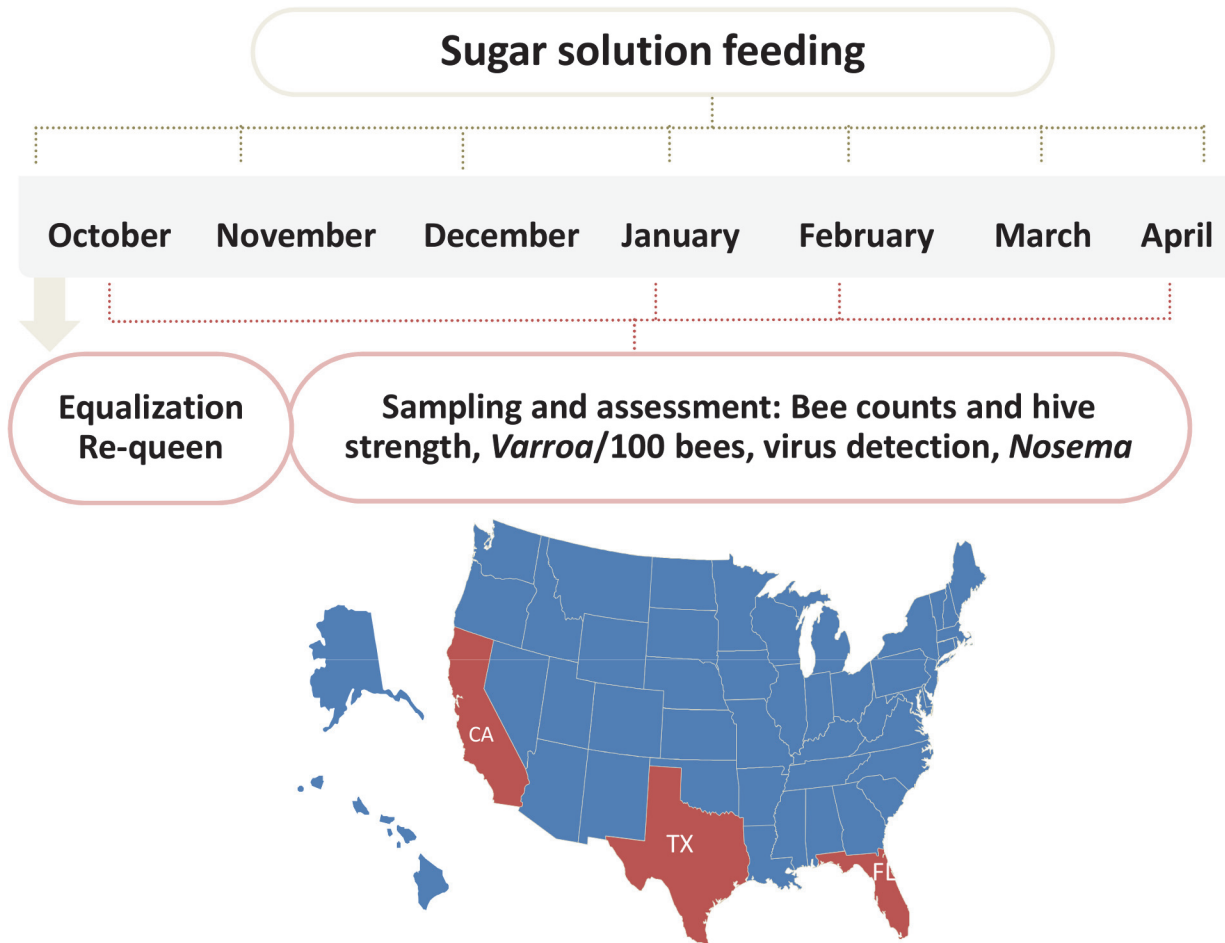 Sugar solution feeding
October November December January February March April
Equalization
Re-queen
Sampling and assessment: Bee counts and hive
strength, Varroa/100 bees, virus detection, Nosema
CA
TX
FL